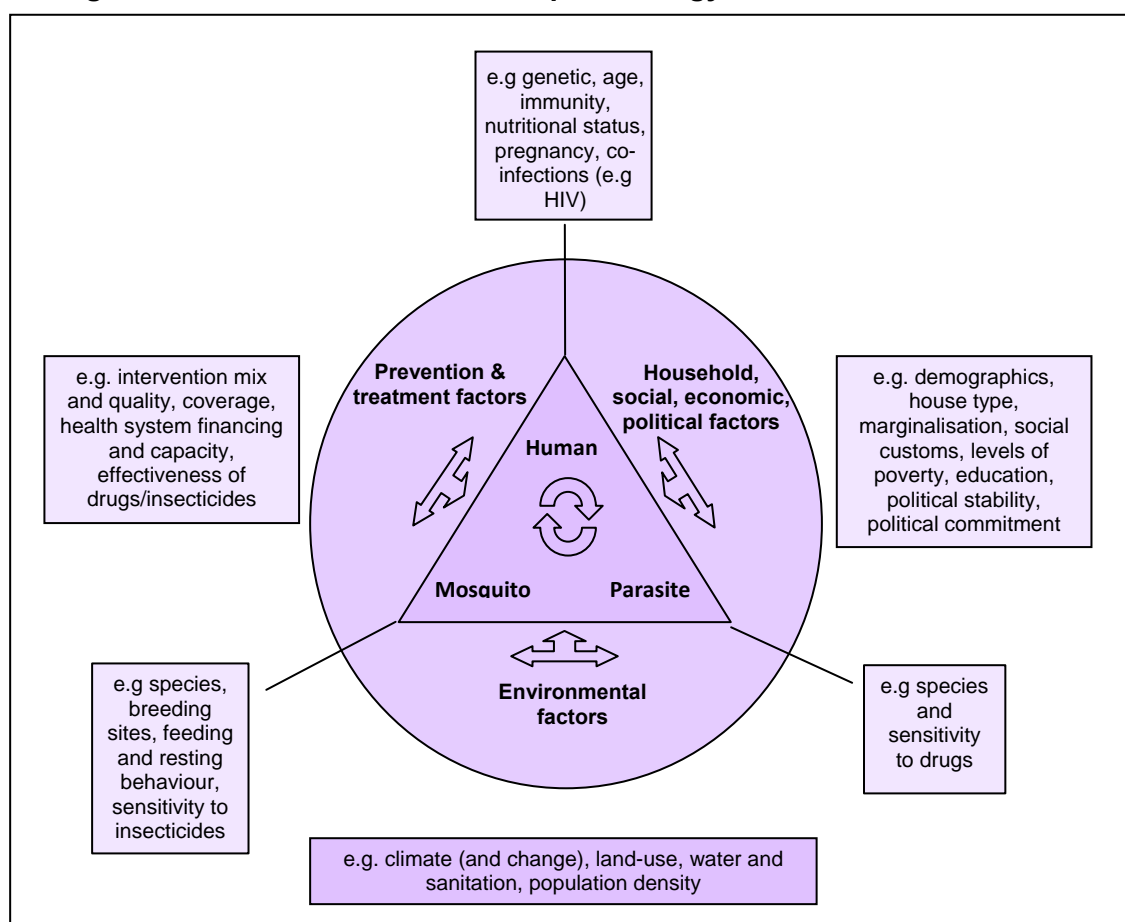 e.g genetic, age,
immunity,
nutritional status,
pregnancy, co-
infections (e.g
HIV)
e.g. intervention mix
and quality, coverage,
health system financing
and capacity,
effectiveness of
drugs/insecticides
Prevention &
treatment factors
Household,
social, economic,
political factors
e.g. demographics,
house type,
marginalisation, social
customs, levels of
poverty, education,
political stability,
political commitment
Human
Mosquito
Parasite
Environmental
factors
e.g species,
breeding
sites, feeding
and resting
behaviour,
sensitivity to
insecticides
e.g species
and
sensitivity
to drugs
e.g. climate (and change), land-use, water and
sanitation, population density